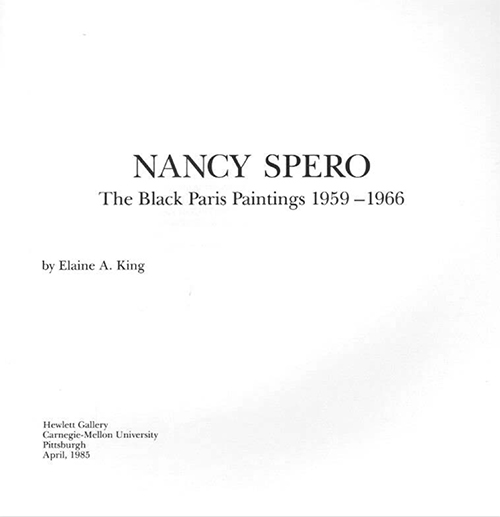 NANCY SPERO
The Black Paris Paintings 1959–1966
by Elaine A. King
Hewlett Gallery
Carnegie-Mellon University
Pittsburgh
April, 1985